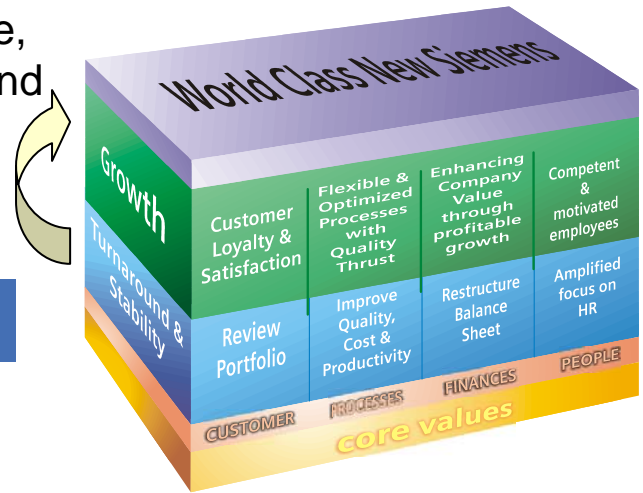 e,
nd
World Class New Siemens
Growth
Customer
Loyalty &
Satisfaction
Flexible &
Optimized
Processes
with
Quality
Thrust
Enhancing
Company
Value
through
profitable
growth
Competent
&
motivated
employees
Turnaround &
Stability
Review
Portfolio
Improve
Quality,
Cost &
Productivity
Restructure
Balance
Sheet
Amplified
focus on
HR
CUSTOMER
PROCESSES
FINANCES
PEOPLE
core values